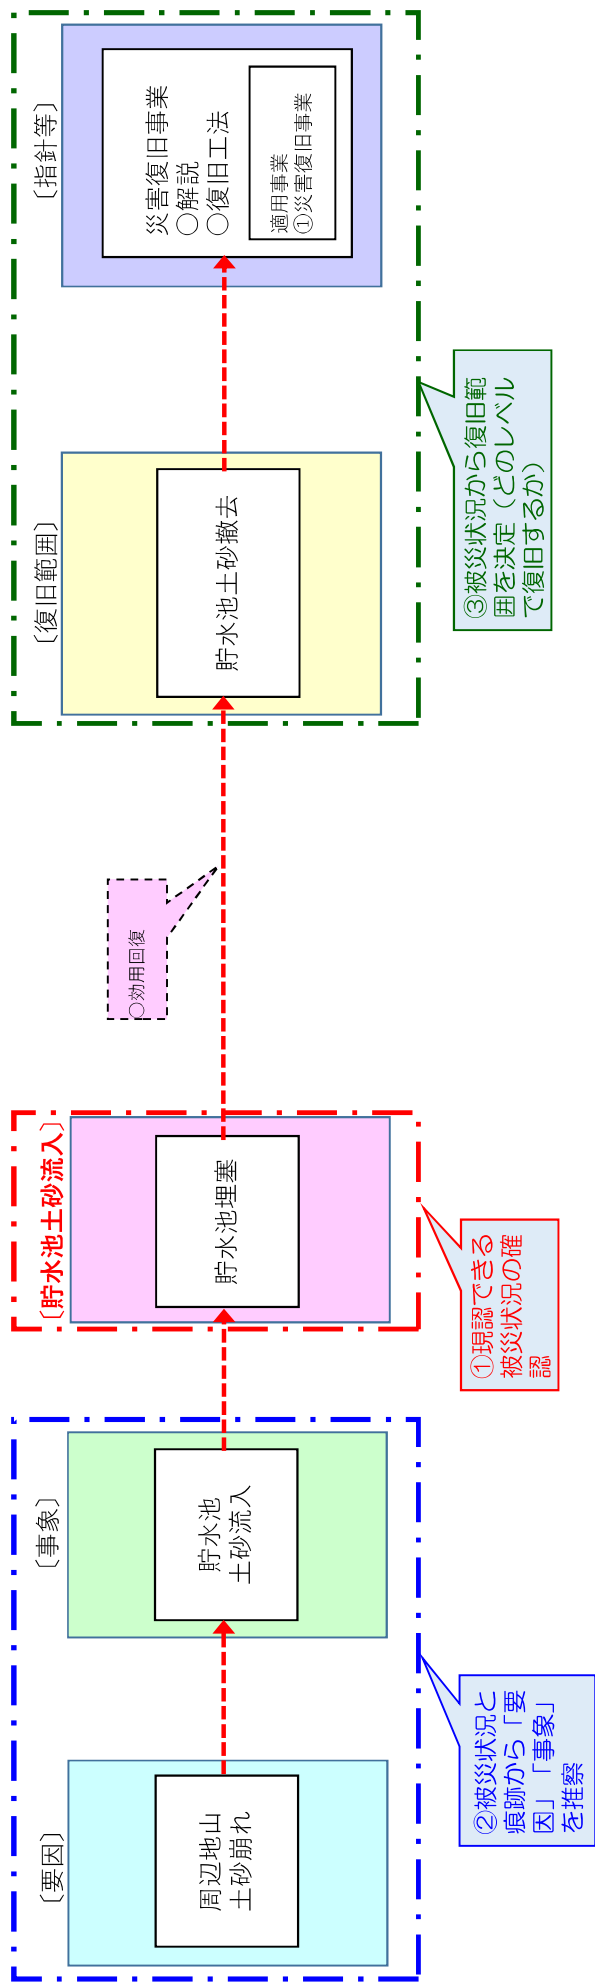 〔要因〕
周辺地山
土砂崩れ
〔事象〕
貯水池
土砂流入
〔貯水池土砂流入〕
貯水池埋塞
〇効用回復
〔復旧範囲〕
貯水池土砂撤去
〔指針等〕
災害復旧事業
〇解説
〇復旧工法
適用事業
①災害復旧事業
②被災状況と
痕跡から「要
因」「事象」
を推察
①現認できる
被災状況の確
認
③被災状況から復旧範
囲を決定（どのレベル
で復旧するか）